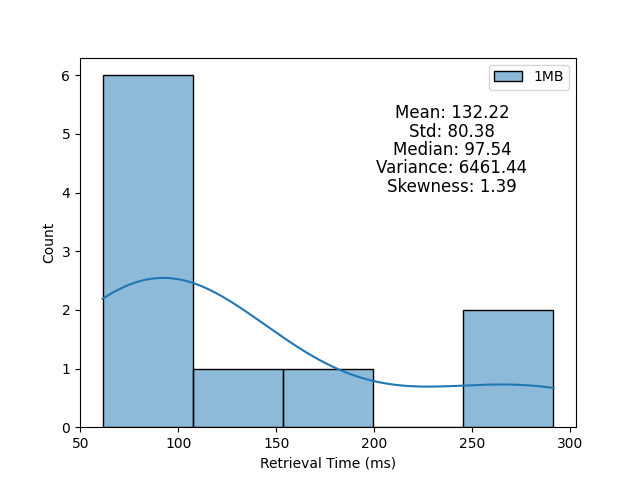 1MB
Mean: 132.22
Std: 80.38
Median: 97.54
Variance: 6461.44
Skewness: 1.39
6
5
4
3
2
1
0
Count
50 100 150 200 250 300
Retrieval Time (ms)